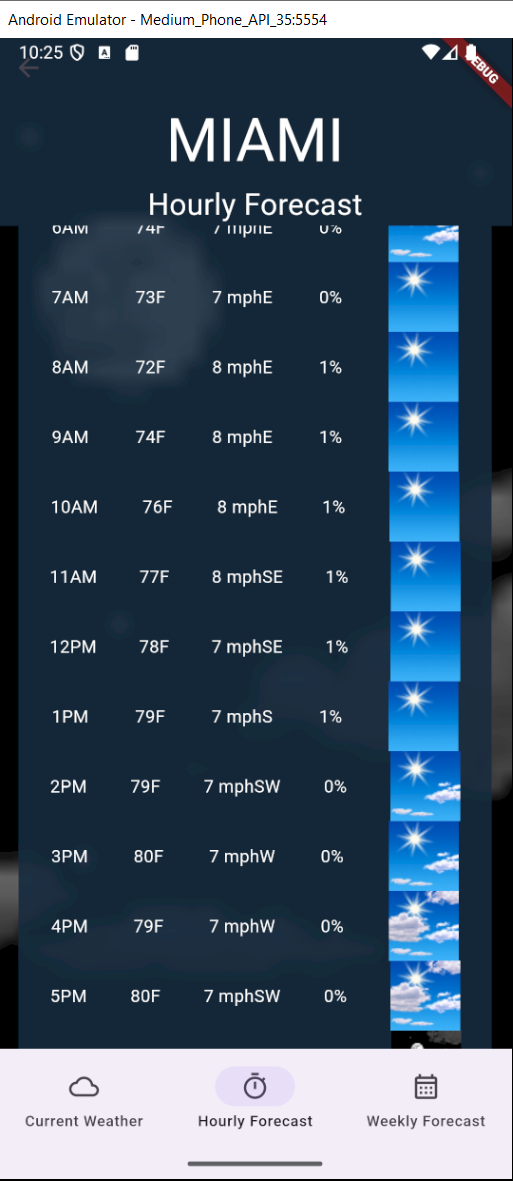 Android Emulator - Medium_Phone_API_35:5554
10:25 A
DEBUG
MIAMI
Hourly Forecast
6AM 74F 7 mphE 0%
7AM 73F 7 mphE 0%
8AM 72F 8 mphE 1%
9AM 74F 8 mphE 1%
10AM 76F 8 mphE 1%
11AM 77F 8 mphSE 1%
12PM 78F 7 mphSE 1%
1PM 79F 7 mphS 1%
2PM 79F 7 mphSW 0%
3PM 80F 7 mphW 0%
4PM 79F 7 mphW 0%
5PM 80F 7 mphSW 0%
Current Weather Hourly Forecast Weekly Forecast